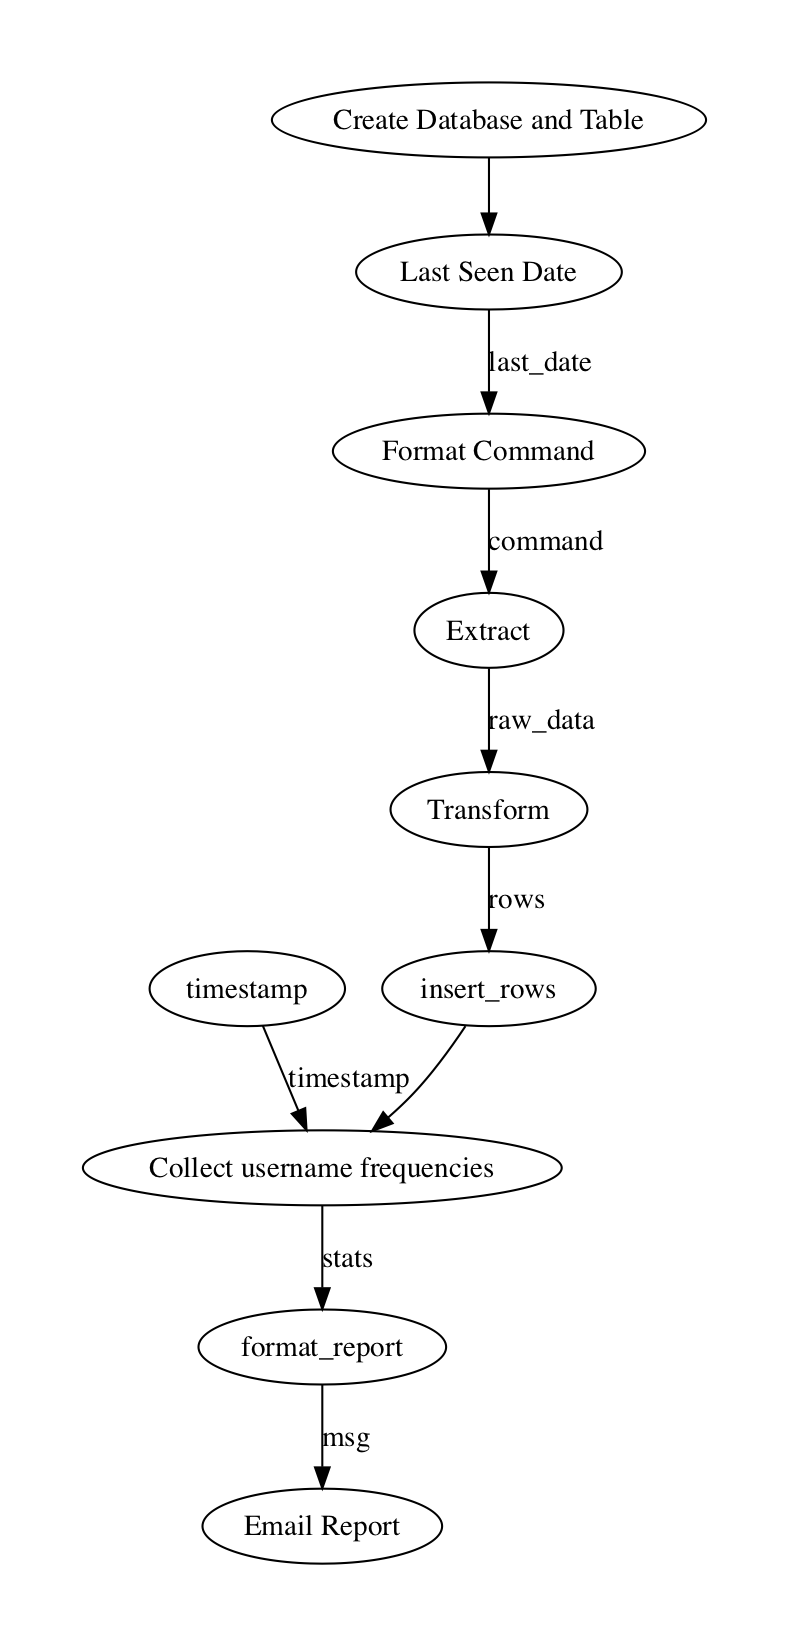 Create Database and Table
Last Seen Date
last_date
Format Command
command
Extract
raw_data
Transform
rows
timestamp
insert_rows
timestamp
Collect username frequencies
stats
format_report
msg
Email Report